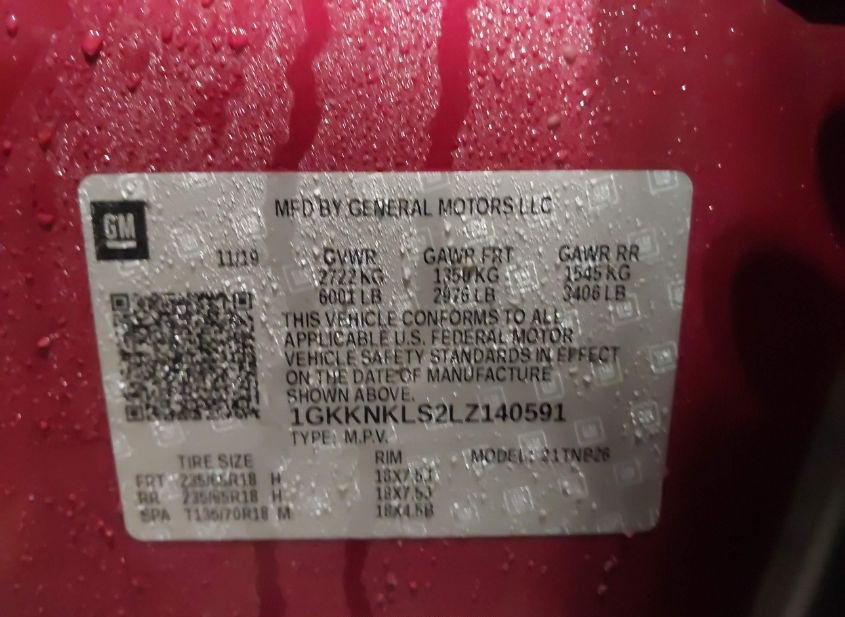 GM
MFD BY GENERAL MOTORS LLC
11/19 GVWR GAWR FRT GAWR RR
2722 KG 1350 KG 1545 KG
6001 LB 2976 LB 3406 LB
THIS VEHICLE CONFORMS TO ALL
APPLICABLE U.S. FEDERAL MOTOR
VEHICLE SAFETY STANDARDS IN EFFECT
ON THE DATE OF MANUFACTURE
SHOWN ABOVE.
1GKKNKLS2LZ140591
TYPE: M.P.V.
TIRE SIZE RIM MODEL:
FRT 235/65R18 H 18X7.5J
RR 235/65R18 H 18X7.5J
SPA T135/70R18 M 18X4.5B